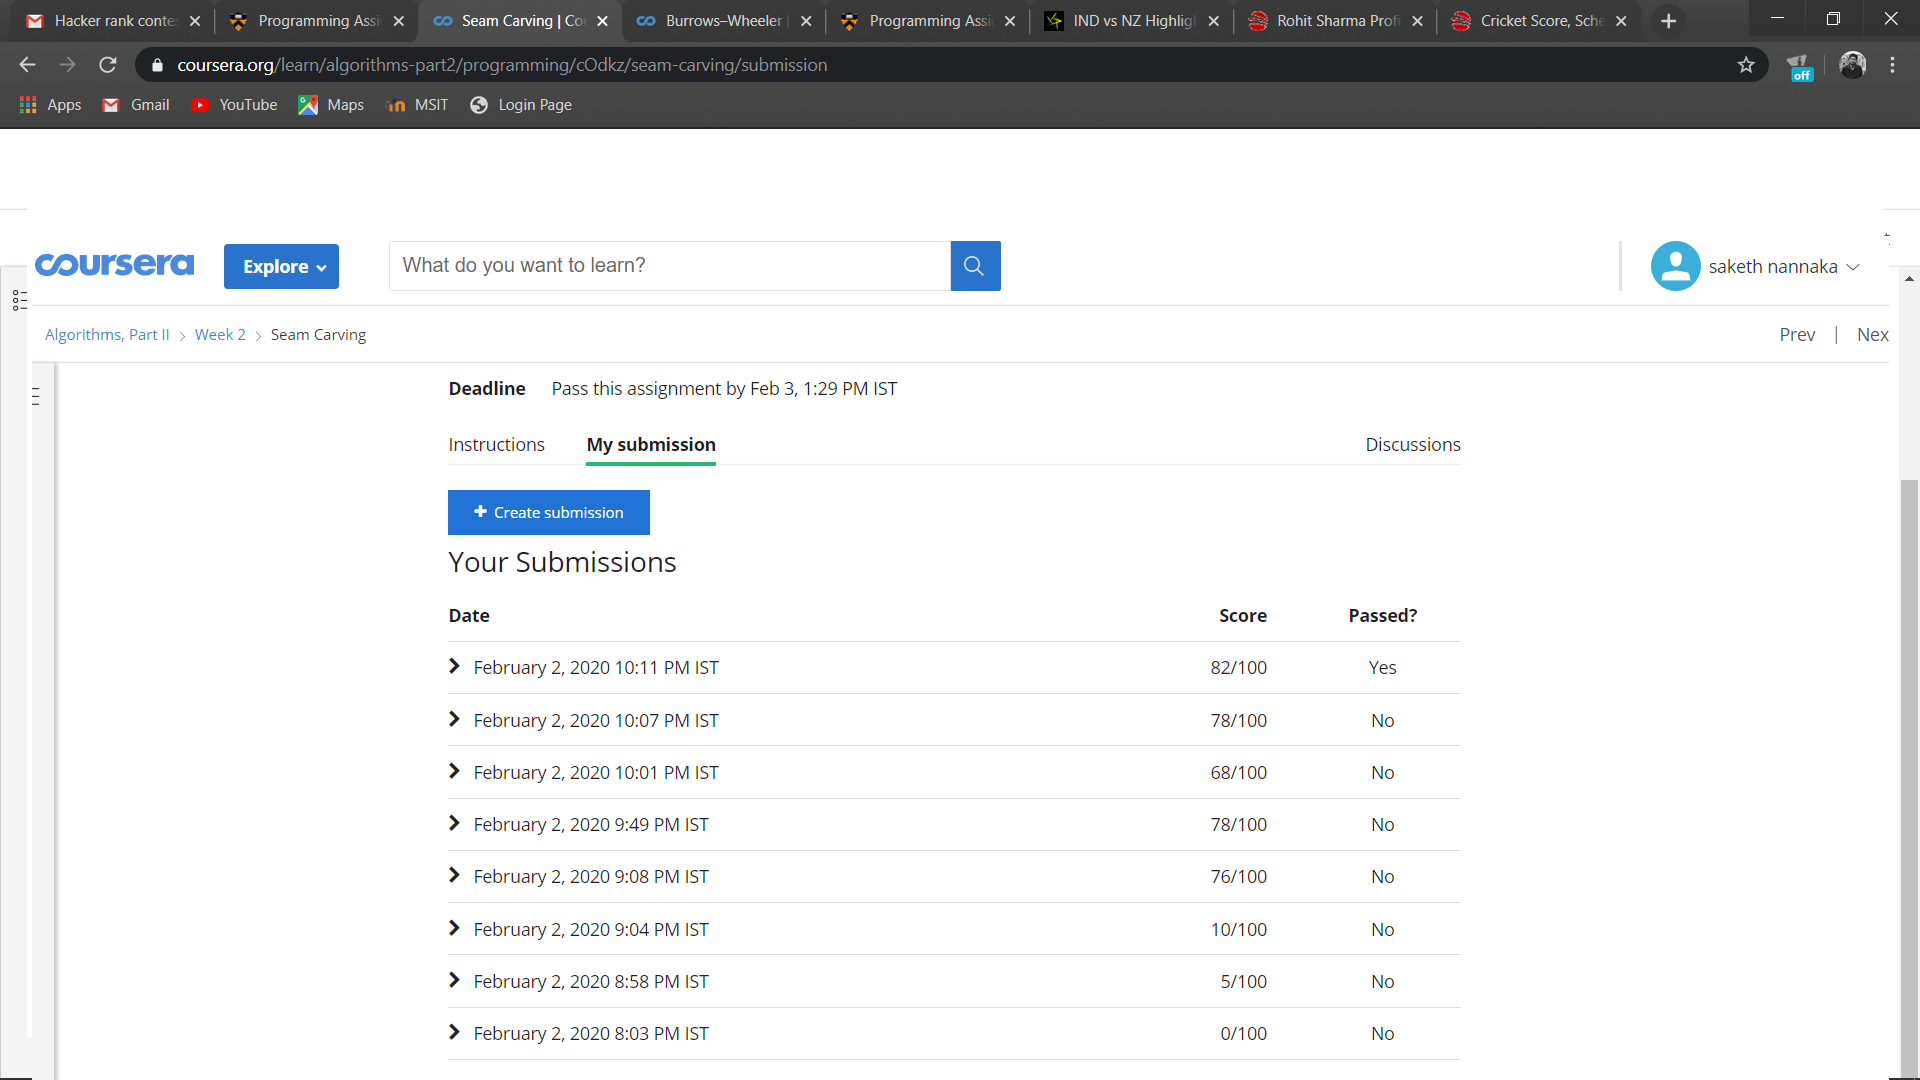 Hacker rank conte
Programming Assi
Seam Carving | Co
Burrows–Wheeler |
Programming Assi
IND vs NZ Highligh
Rohit Sharma Profi
Cricket Score, Sche
coursera.org/learn/algorithms-part2/programming/cOdkz/seam-carving/submission
off
Apps Gmail YouTube Maps MSIT Login Page
coursera Explore What do you want to learn? saketh nannaka
Algorithms, Part II Week 2 Seam Carving Prev | Nex
Deadline Pass this assignment by Feb 3, 1:29 PM IST
Instructions My submission Discussions
+ Create submission
Your Submissions
Date Score Passed?
February 2, 2020 10:11 PM IST 82/100 Yes
February 2, 2020 10:07 PM IST 78/100 No
February 2, 2020 10:01 PM IST 68/100 No
February 2, 2020 9:49 PM IST 78/100 No
February 2, 2020 9:08 PM IST 76/100 No
February 2, 2020 9:04 PM IST 10/100 No
February 2, 2020 8:58 PM IST 5/100 No
February 2, 2020 8:03 PM IST 0/100 No